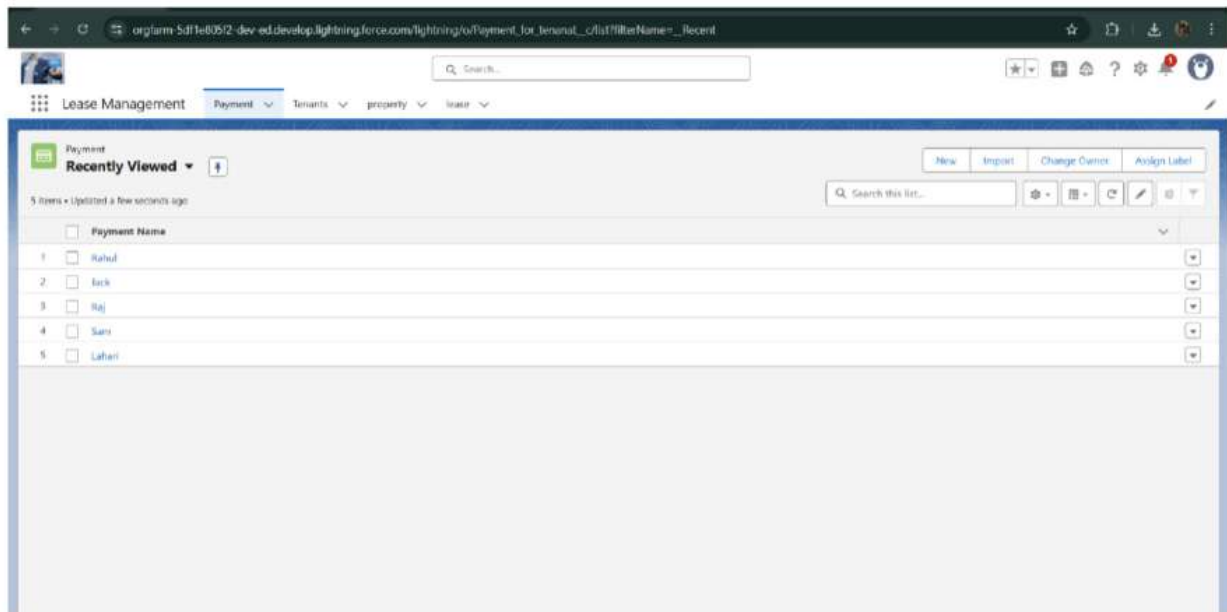 orgfarm-5df1e605f2-dev-ed.develop.lightning.force.com/lightning/o/Payment_for_tenanat__c/list?filterName=__Recent
Search...
Lease Management Payment Tenants property lease
Payment
Recently Viewed
New Import Change Owner Assign Label
5 items • Updated a few seconds ago
Search this list...
Payment Name
1 Rahul
2 Jack
3 Raj
4 Sam
5 Lahari